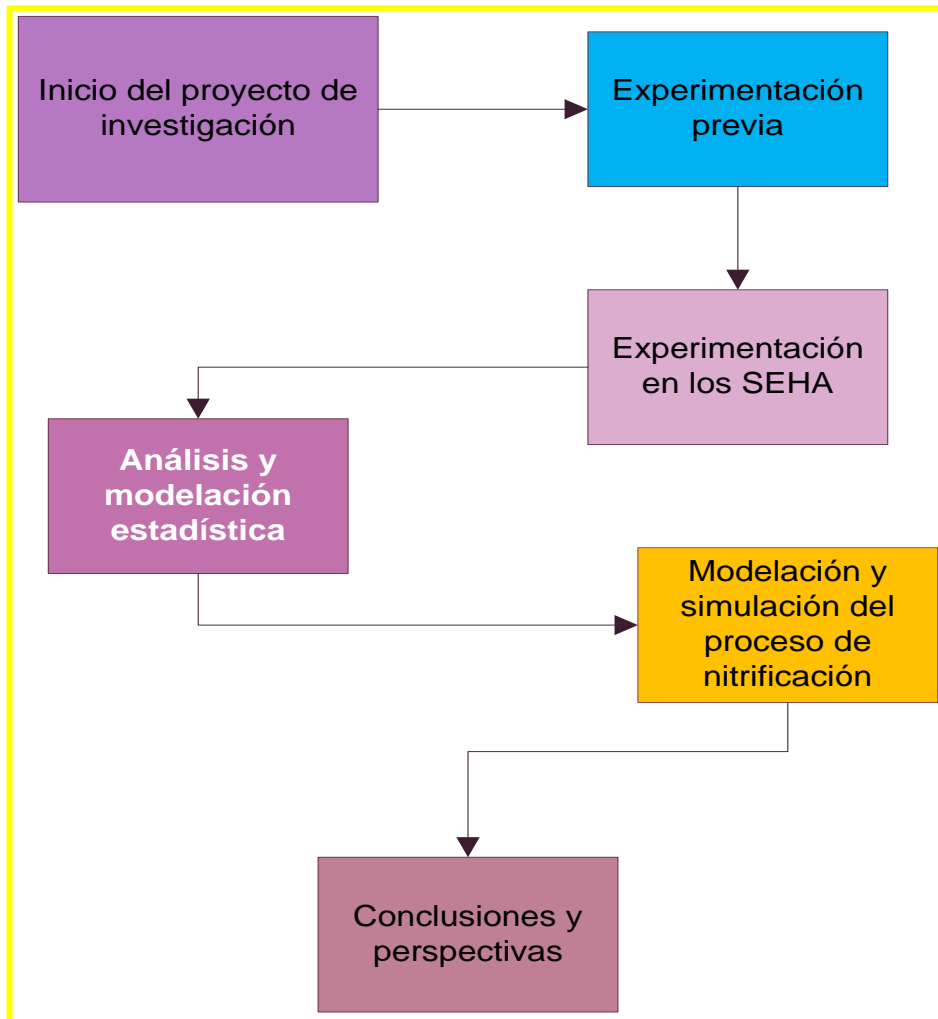 Inicio del proyecto de
investigación
Experimentación
previa
Experimentación
en los SEHA
Análisis y
modelación
estadística
Modelación y
simulación del
proceso de
nitrificación
Conclusiones y
perspectivas